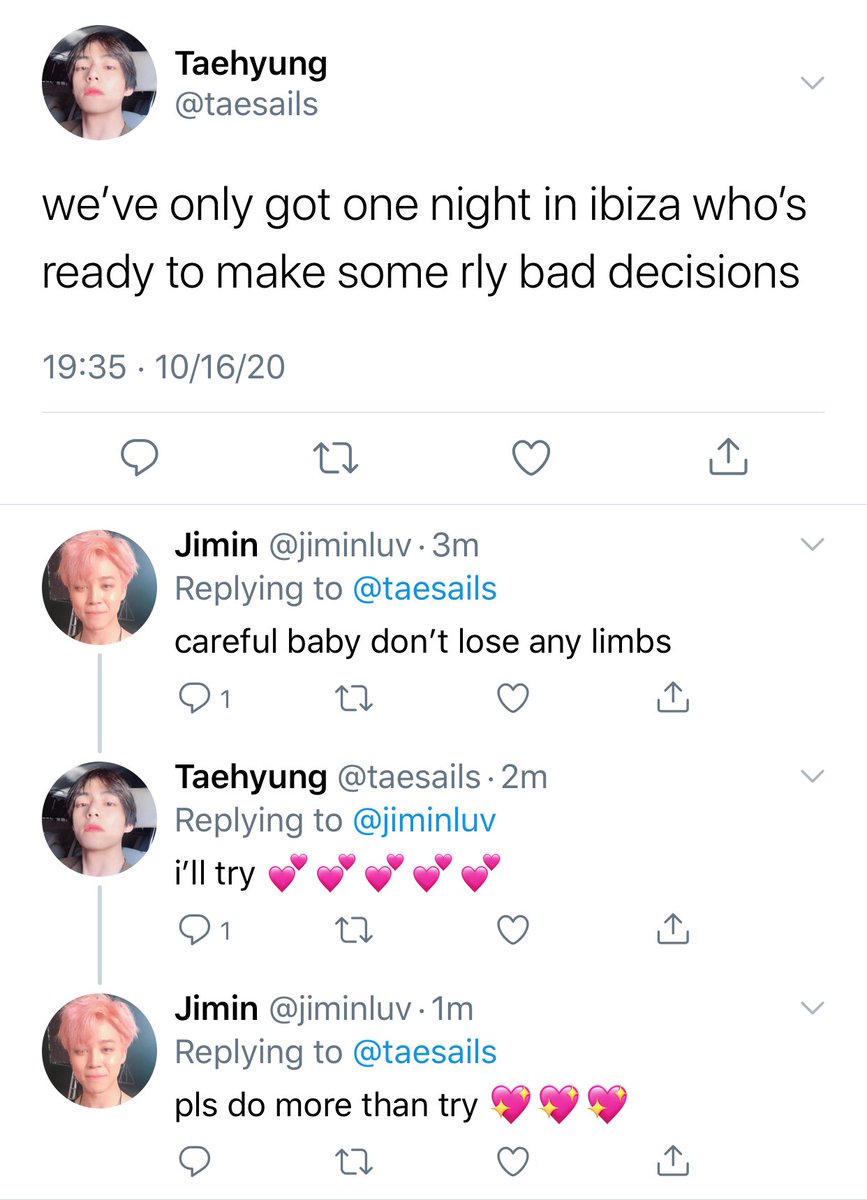 Taehyung
@taesails
we’ve only got one night in ibiza who’s
ready to make some rly bad decisions
19:35 · 10/16/20
Jimin @jiminluv · 3m
Replying to @taesails
careful baby don’t lose any limbs
1
Taehyung @taesails · 2m
Replying to @jiminluv
i’ll try 💕 💕 💕 💕 💕
1
Jimin @jiminluv · 1m
Replying to @taesails
pls do more than try 💖 💖 💖